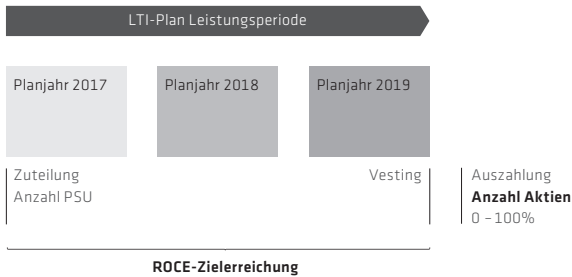 LTI-Plan Leistungsperiode
Planjahr 2017
Planjahr 2018
Planjahr 2019
Zuteilung
Anzahl PSU
Vesting
Auszahlung
Anzahl Aktien
0 – 100%
ROCE-Zielerreichung